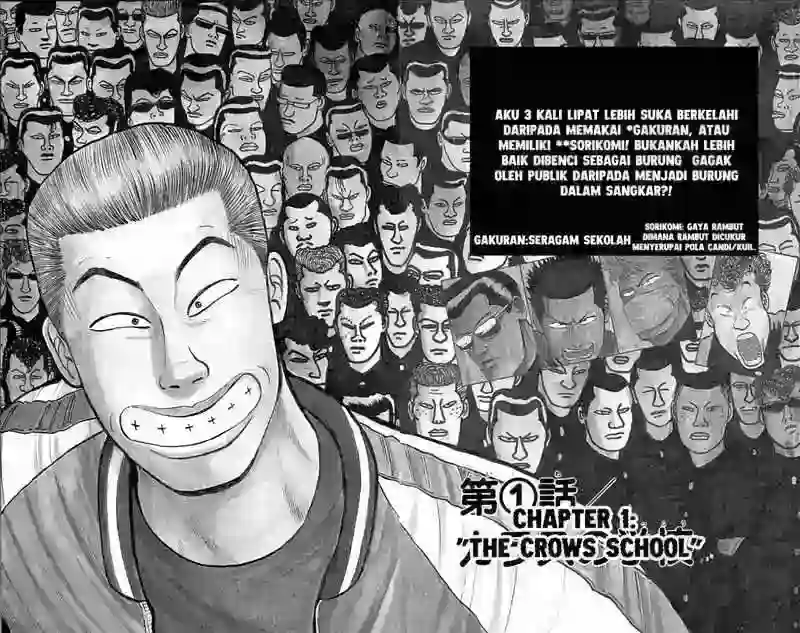 AKU 3 KALI LIPAT LEBIH SUKA BERKELAHI
DARIPADA MEMAKAI *GAKURAN, ATAU
MEMILIKI **SORIKOMI! BUKANKAH LEBIH
BAIK DIBENCI SEBAGAI BURUNG GAGAK
OLEH PUBLIK DARIPADA MENJADI BURUNG
DALAM SANGKAR?!
GAKURAN:SERAGAM SEKOLAH
SORIKOMI: GAYA RAMBUT
DIMANA RAMBUT DICUKUR
MENYERUPAI POLA CANDI/KUIL.
第①話
CHAPTER 1:
"THE CROWS SCHOOL"